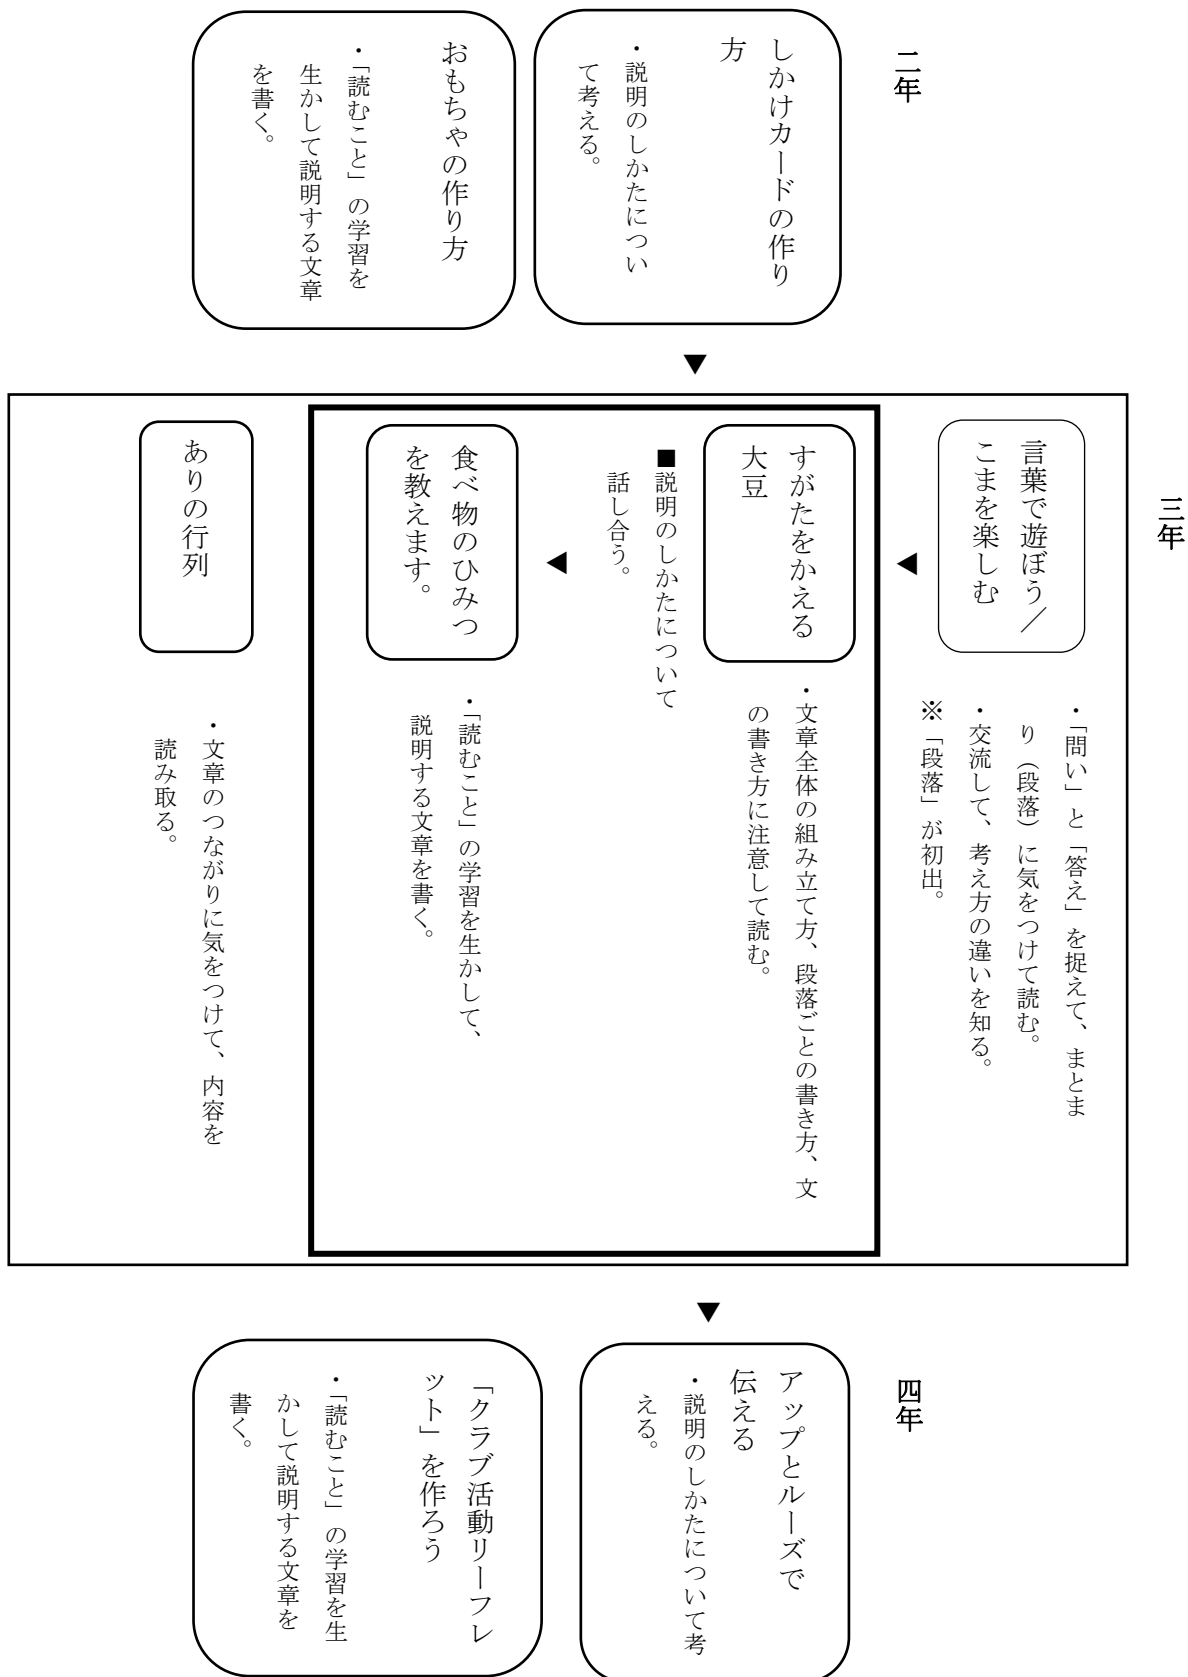 二年
しかけカードの作り
方
・説明のしかたについ
て考える。
おもちゃの作り方
・「読むこと」の学習を
生かして説明する文章
を書く。
▼
三年
言葉で遊ぼう／
こまを楽しむ
・「問い」と「答え」を捉えて、まとま
り（段落）に気をつけて読む。
・交流して、考え方の違いを知る。
※「段落」が初出。
◀
すがたをかえる
大豆
・文章全体の組み立て方、段落ごとの書き方、文
の書き方に注意して読む。
■説明のしかたについて
話し合う。
◀
食べ物のひみつ
を教えます。
・「読むこと」の学習を生かして、
説明する文章を書く。
ありの行列
・文章のつながりに気をつけて、内容を
読み取る。
▼
四年
アップとルーズで
伝える
・説明のしかたについて考
える。
「クラブ活動リーフレ
ット」を作ろう
・「読むこと」の学習を生
かして説明する文章を
書く。